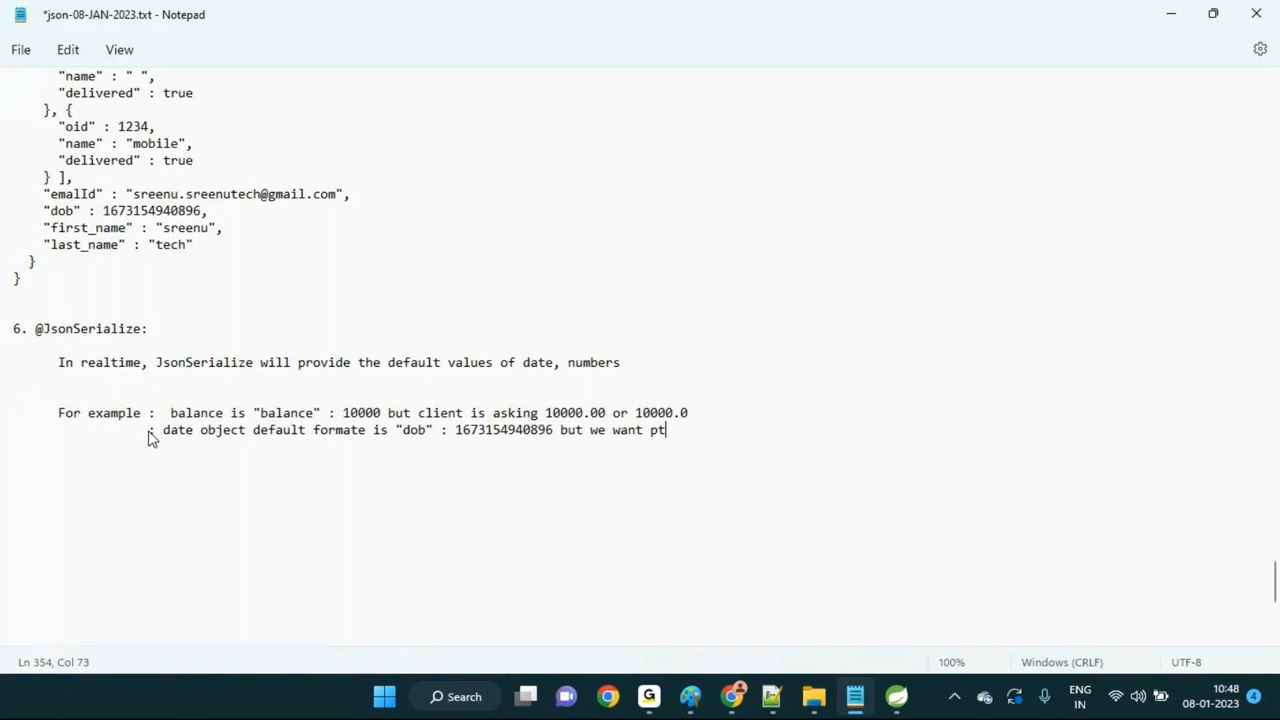 *json-08-JAN-2023.txt - Notepad
File Edit View
"name" : " ",
"delivered" : true
}, {
"oid" : 1234,
"name" : "mobile",
"delivered" : true
} ],
"emalId" : "sreenu.sreenutech@gmail.com",
"dob" : 1673154940896,
"first_name" : "sreenu",
"last_name" : "tech"
}
}
6. @JsonSerialize:
In realtime, JsonSerialize will provide the default values of date, numbers
For example : balance is "balance" : 10000 but client is asking 10000.00 or 10000.0
: date object default formate is "dob" : 1673154940896 but we want pt
Ln 354, Col 73 100% Windows (CRLF) UTF-8
Search ENG IN 10:48 08-01-2023 4